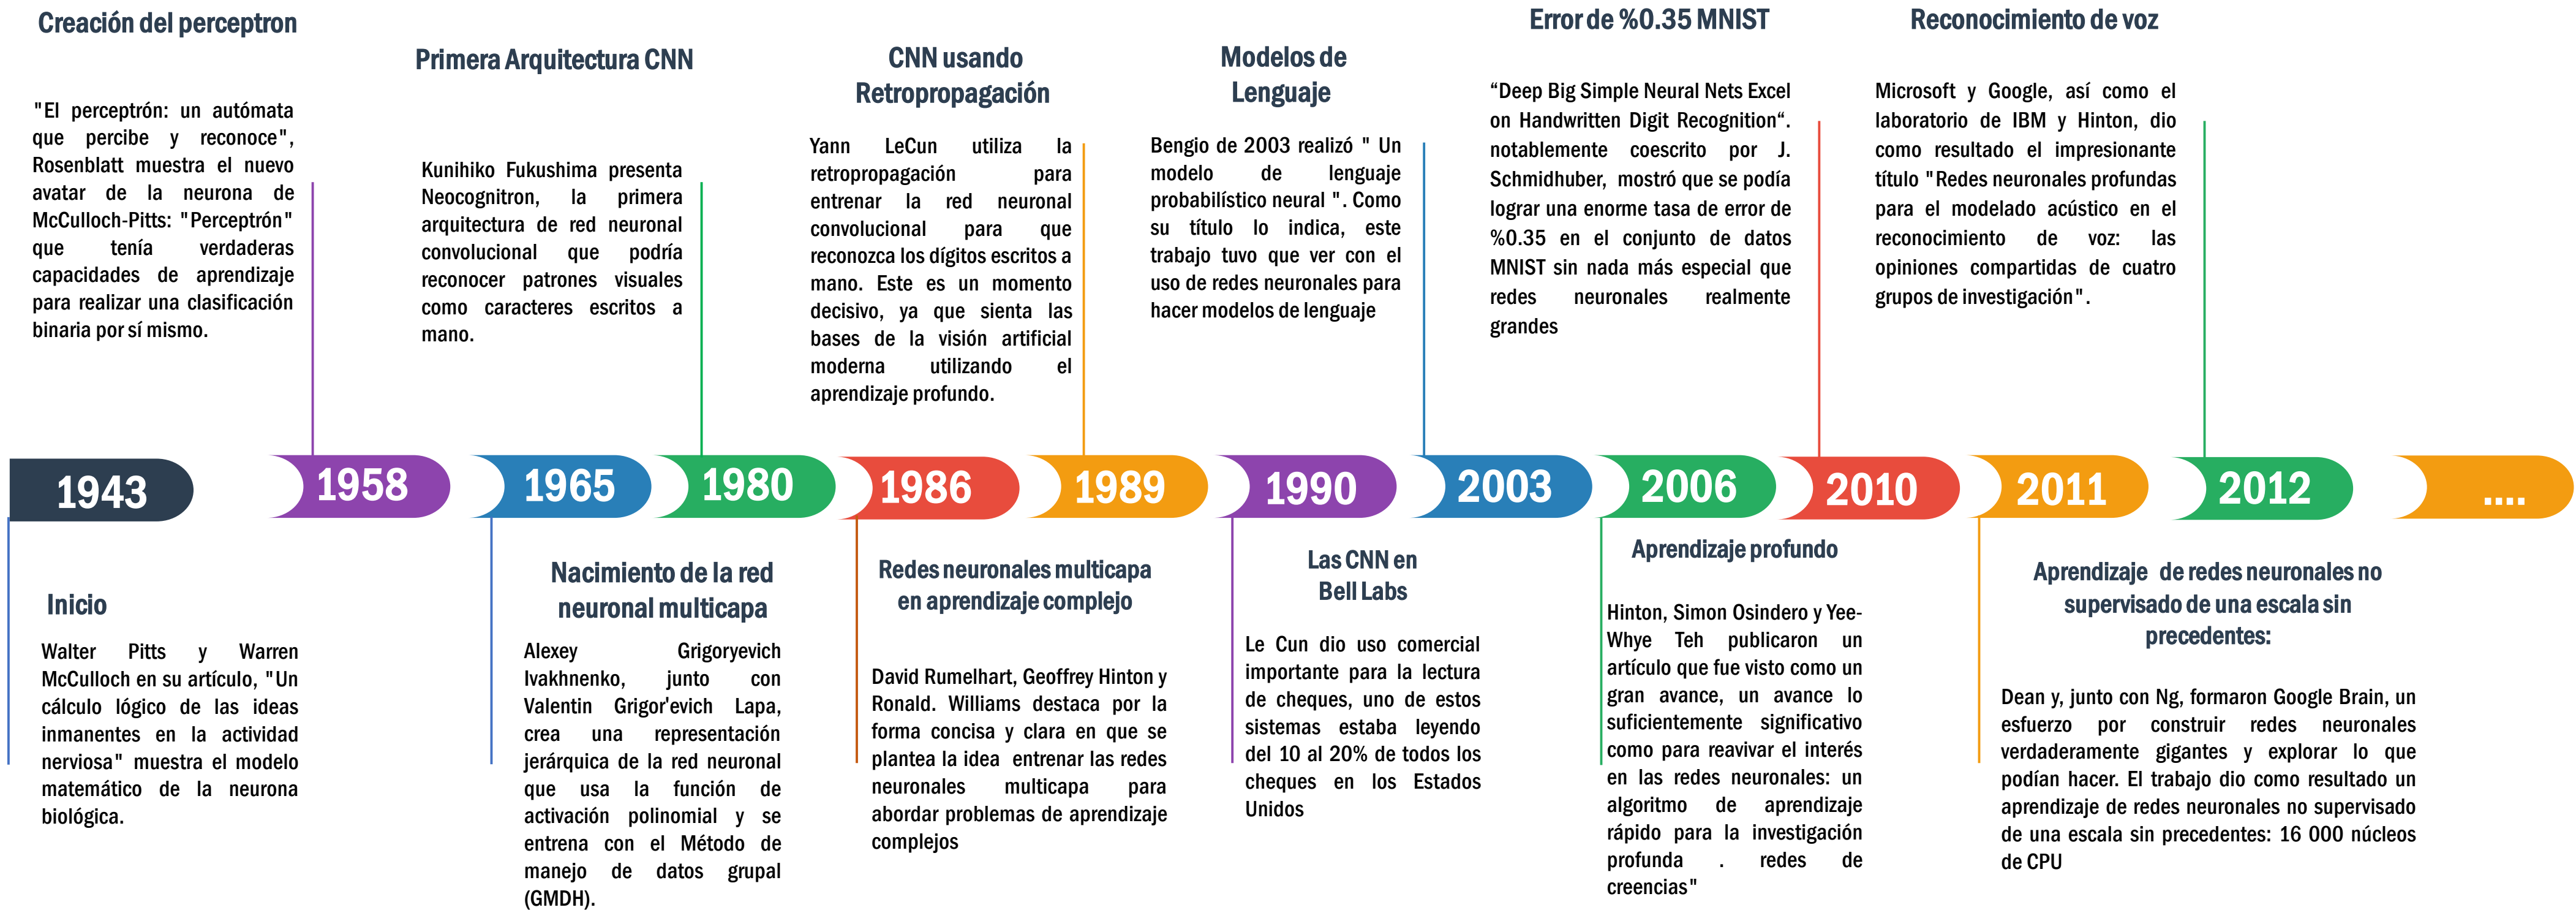 Creación del perceptron
"El perceptrón: un autómata
que percibe y reconoce",
Rosenblatt muestra el nuevo
avatar de la neurona de
McCulloch-Pitts: "Perceptrón"
que tenía verdaderas
capacidades de aprendizaje
para realizar una clasificación
binaria por sí mismo.
Primera Arquitectura CNN
Kunihiko Fukushima presenta
Neocognitron, la primera
arquitectura de red neuronal
convolucional que podría
reconocer patrones visuales
como caracteres escritos a
mano.
CNN usando
Retropropagación
Yann LeCun utiliza la
retropropagación para
entrenar la red neuronal
convolucional para que
reconozca los dígitos escritos a
mano. Este es un momento
decisivo, ya que sienta las
bases de la visión artificial
moderna utilizando el
aprendizaje profundo.
Modelos de
Lenguaje
Bengio de 2003 realizó " Un
modelo de lenguaje
probabilístico neural ". Como
su título lo indica, este
trabajo tuvo que ver con el
uso de redes neuronales para
hacer modelos de lenguaje
Error de %0.35 MNIST
“Deep Big Simple Neural Nets Excel
on Handwritten Digit Recognition“.
notablemente coescrito por J.
Schmidhuber, mostró que se podía
lograr una enorme tasa de error de
%0.35 en el conjunto de datos
MNIST sin nada más especial que
redes neuronales realmente
grandes
Reconocimiento de voz
Microsoft y Google, así como el
laboratorio de IBM y Hinton, dio
como resultado el impresionante
título "Redes neuronales profundas
para el modelado acústico en el
reconocimiento de voz: las
opiniones compartidas de cuatro
grupos de investigación".
1943
1958
1965
1980
1986
1989
1990
2003
2006
2010
2011
2012
....
Inicio
Walter Pitts y Warren
McCulloch en su artículo, "Un
cálculo lógico de las ideas
inmanentes en la actividad
nerviosa" muestra el modelo
matemático de la neurona
biológica.
Nacimiento de la red
neuronal multicapa
Alexey Grigoryevich
Ivakhnenko, junto con
Valentin Grigor'evich Lapa,
crea una representación
jerárquica de la red neuronal
que usa la función de
activación polinomial y se
entrena con el Método de
manejo de datos grupal
(GMDH).
Redes neuronales multicapa
en aprendizaje complejo
David Rumelhart, Geoffrey Hinton y
Ronald. Williams destaca por la
forma concisa y clara en que se
plantea la idea entrenar las redes
neuronales multicapa para
abordar problemas de aprendizaje
complejos
Las CNN en
Bell Labs
Le Cun dio uso comercial
importante para la lectura
de cheques, uno de estos
sistemas estaba leyendo
del 10 al 20% de todos los
cheques en los Estados
Unidos
Aprendizaje profundo
Hinton, Simon Osindero y Yee-
Whye Teh publicaron un
artículo que fue visto como un
gran avance, un avance lo
suficientemente significativo
como para reavivar el interés
en las redes neuronales: un
algoritmo de aprendizaje
rápido para la investigación
profunda . redes de
creencias"
Aprendizaje de redes neuronales no
supervisado de una escala sin
precedentes:
Dean y, junto con Ng, formaron Google Brain, un
esfuerzo por construir redes neuronales
verdaderamente gigantes y explorar lo que
podían hacer. El trabajo dio como resultado un
aprendizaje de redes neuronales no supervisado
de una escala sin precedentes: 16 000 núcleos
de CPU